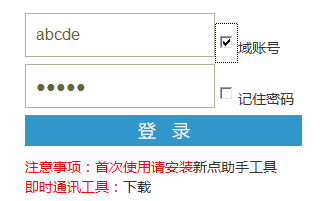 abcde
域账号
●●●●●
记住密码
登 录
注意事项：首次使用请安装新点助手工具
即时通讯工具：下载